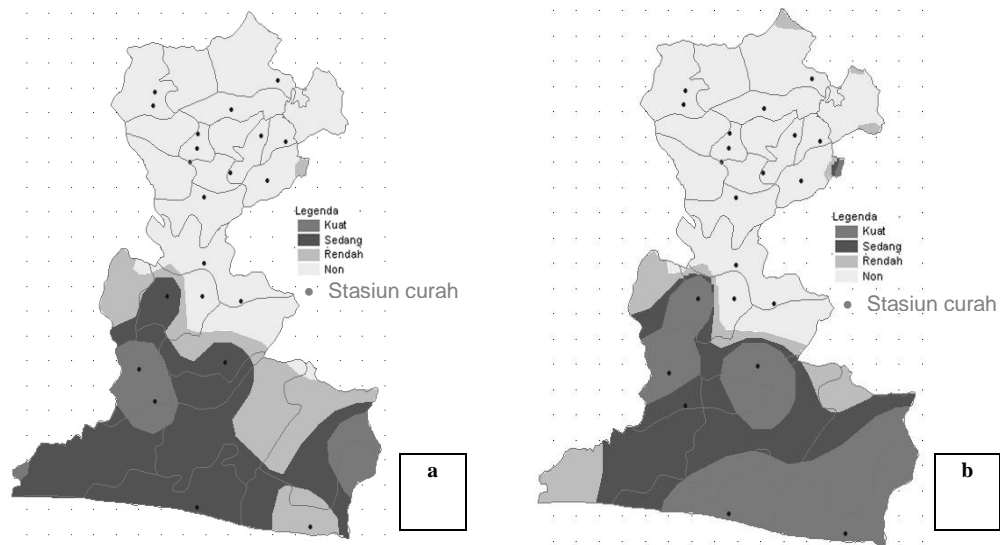 Legenda
Kuat
Sedang
Rendah
Non
Stasiun curah
a
Legenda
Kuat
Sedang
Rendah
Non
Stasiun curah
b